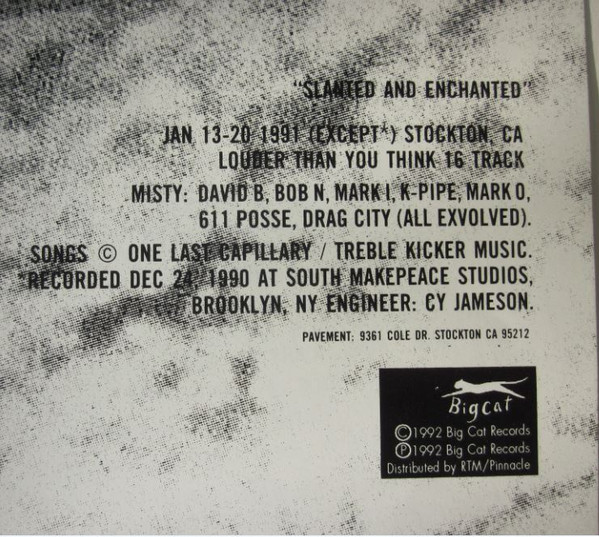 "SLANTED AND ENCHANTED"
JAN 13-20 1991 (EXCEPT*) STOCKTON, CA
LOUDER THAN YOU THINK 16 TRACK
MISTY: DAVID B, BOB N, MARK I, K-PIPE, MARK O,
611 POSSE, DRAG CITY (ALL EXVOLVED).
SONGS © ONE LAST CAPILLARY / TREBLE KICKER MUSIC.
*RECORDED DEC 24, 1990 AT SOUTH MAKEPEACE STUDIOS,
BROOKLYN, NY ENGINEER: CY JAMESON.
PAVEMENT: 9361 COLE DR. STOCKTON CA 95212
Big cat
©1992 Big Cat Records
℗1992 Big Cat Records
Distributed by RTM/Pinnacle